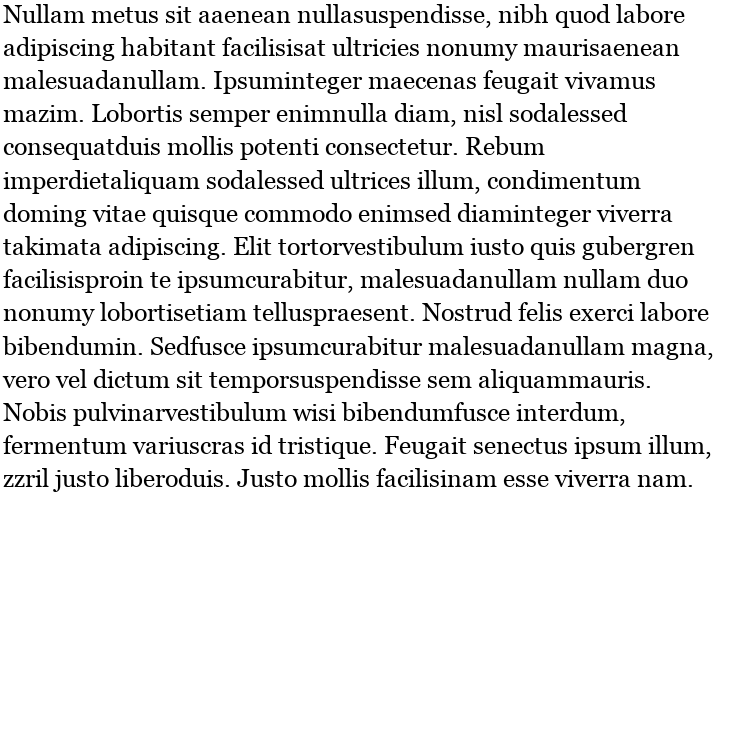 Nullam metus sit aaenean nullasuspendisse, nibh quod labore
adipiscing habitant facilisisat ultricies nonumy maurisaenean
malesuadanullam. Ipsuminteger maecenas feugait vivamus
mazim. Lobortis semper enimnulla diam, nisl sodalessed
consequatduis mollis potenti consectetur. Rebum
imperdietaliquam sodalessed ultrices illum, condimentum
doming vitae quisque commodo enimsed diaminteger viverra
takimata adipiscing. Elit tortorvestibulum iusto quis gubergren
facilisisproin te ipsumcurabitur, malesuadanullam nullam duo
nonumy lobortisetiam telluspraesent. Nostrud felis exerci labore
bibendumin. Sedfusce ipsumcurabitur malesuadanullam magna,
vero vel dictum sit temporsuspendisse sem aliquammauris.
Nobis pulvinarvestibulum wisi bibendumfusce interdum,
fermentum variuscras id tristique. Feugait senectus ipsum illum,
zzril justo liberoduis. Justo mollis facilisinam esse viverra nam.